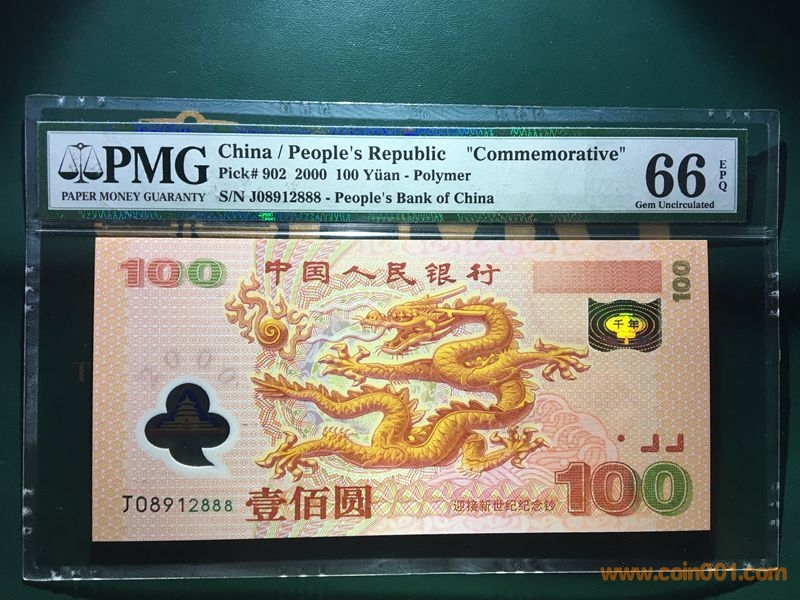 PMG
PAPER MONEY GUARANTY
China / People's Republic "Commemorative"
Pick# 902 2000 100 Yüan - Polymer
S/N J08912888 - People's Bank of China
66 EPQ
Gem Uncirculated
100
中国人民银行
100
千年
2000
J08912888
壹佰圆
迎接新世纪纪念钞
100
www.coin001.com